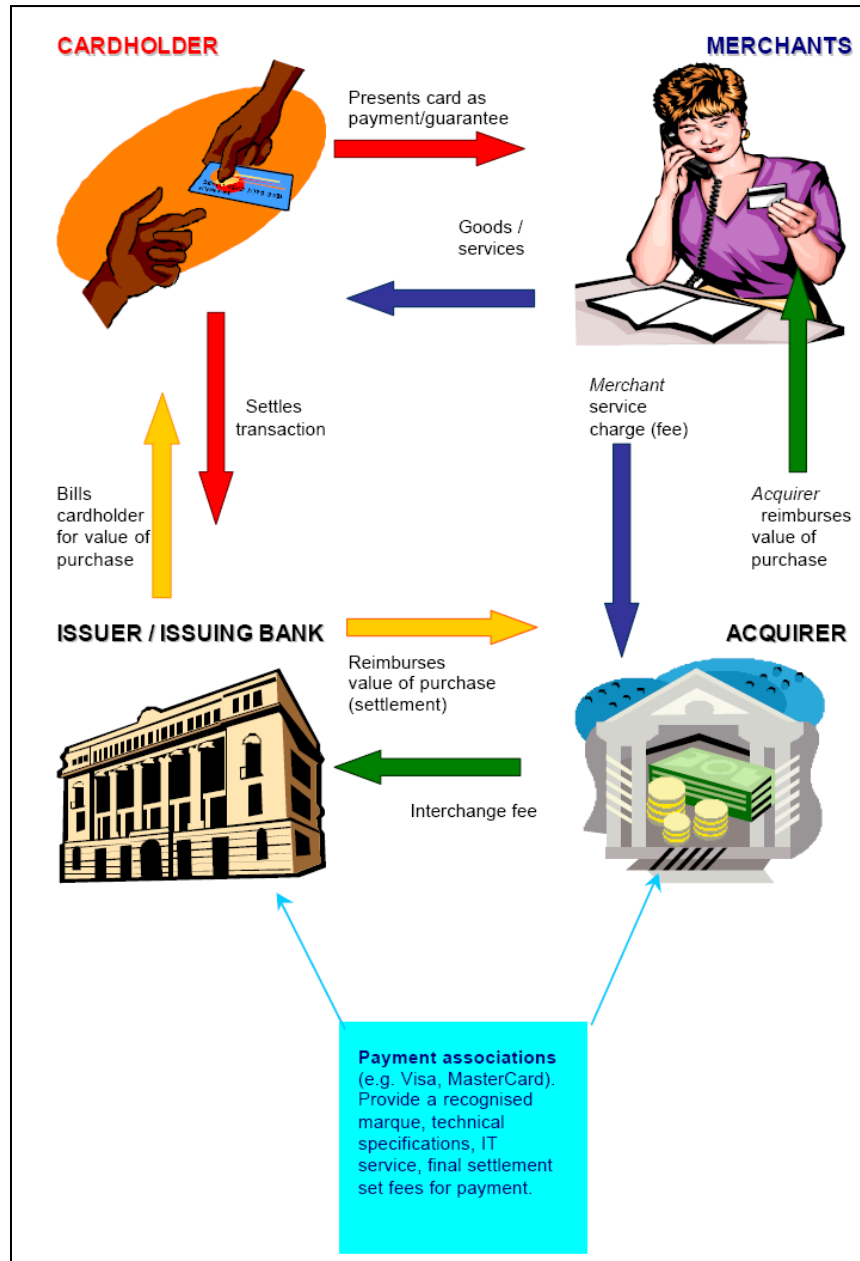 CARDHOLDER
MERCHANTS
Presents card as
payment/guarantee
Goods /
services
Settles
transaction
Merchant
service
charge (fee)
Bills
cardholder
for value of
purchase
Acquirer
reimburses
value of
purchase
ISSUER / ISSUING BANK
ACQUIRER
Reimburses
value of purchase
(settlement)
Interchange fee
Payment associations
(e.g. Visa, MasterCard).
Provide a recognised
marque, technical
specifications, IT
service, final settlement
set fees for payment.